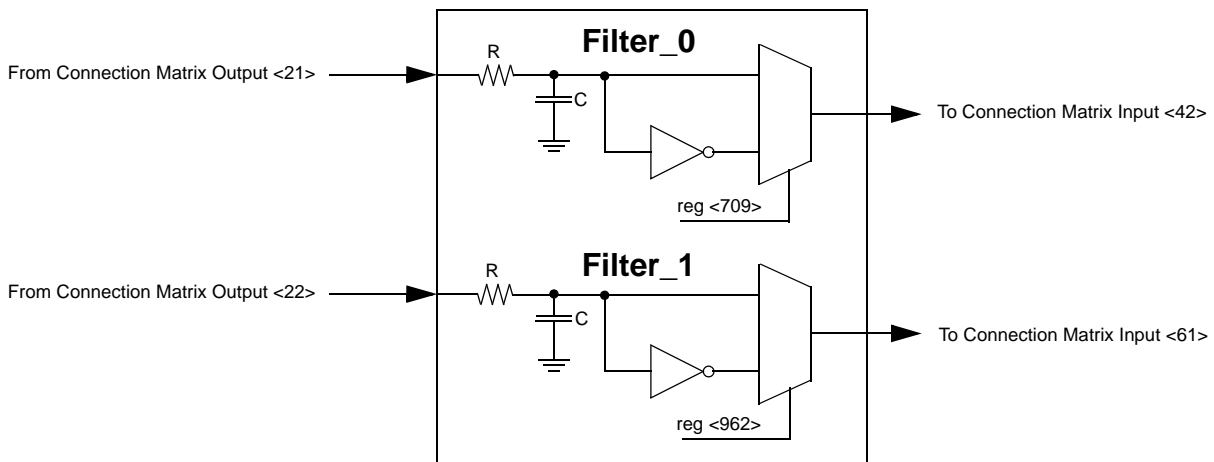 Filter_0
R
From Connection Matrix Output <21>
C
To Connection Matrix Input <42>
reg <709>
Filter_1
R
From Connection Matrix Output <22>
C
To Connection Matrix Input <61>
reg <962>